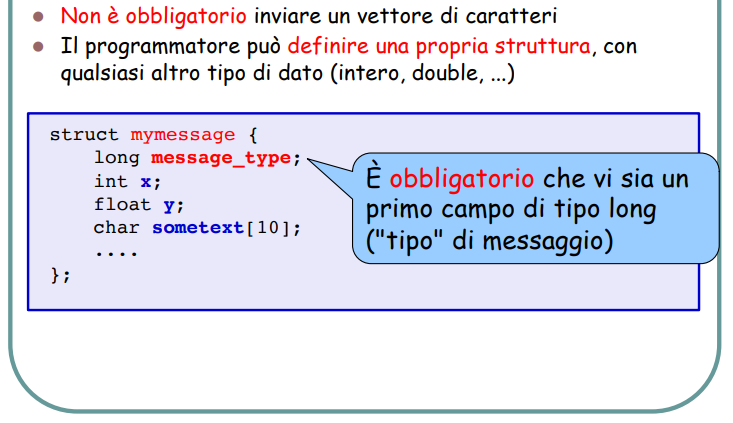 Non è obbligatorio inviare un vettore di caratteri
Il programmatore può definire una propria struttura, con
qualsiasi altro tipo di dato (intero, double, ...)
struct mymessage {
long message_type;
int x;
float y;
char sometext[10];
....
};
È obbligatorio che vi sia un
primo campo di tipo long
("tipo" di messaggio)